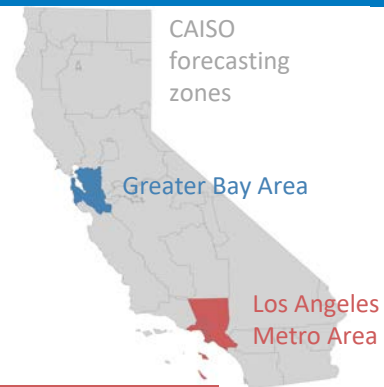 CAISO
forecasting
zones
Greater Bay Area
Los Angeles
Metro Area